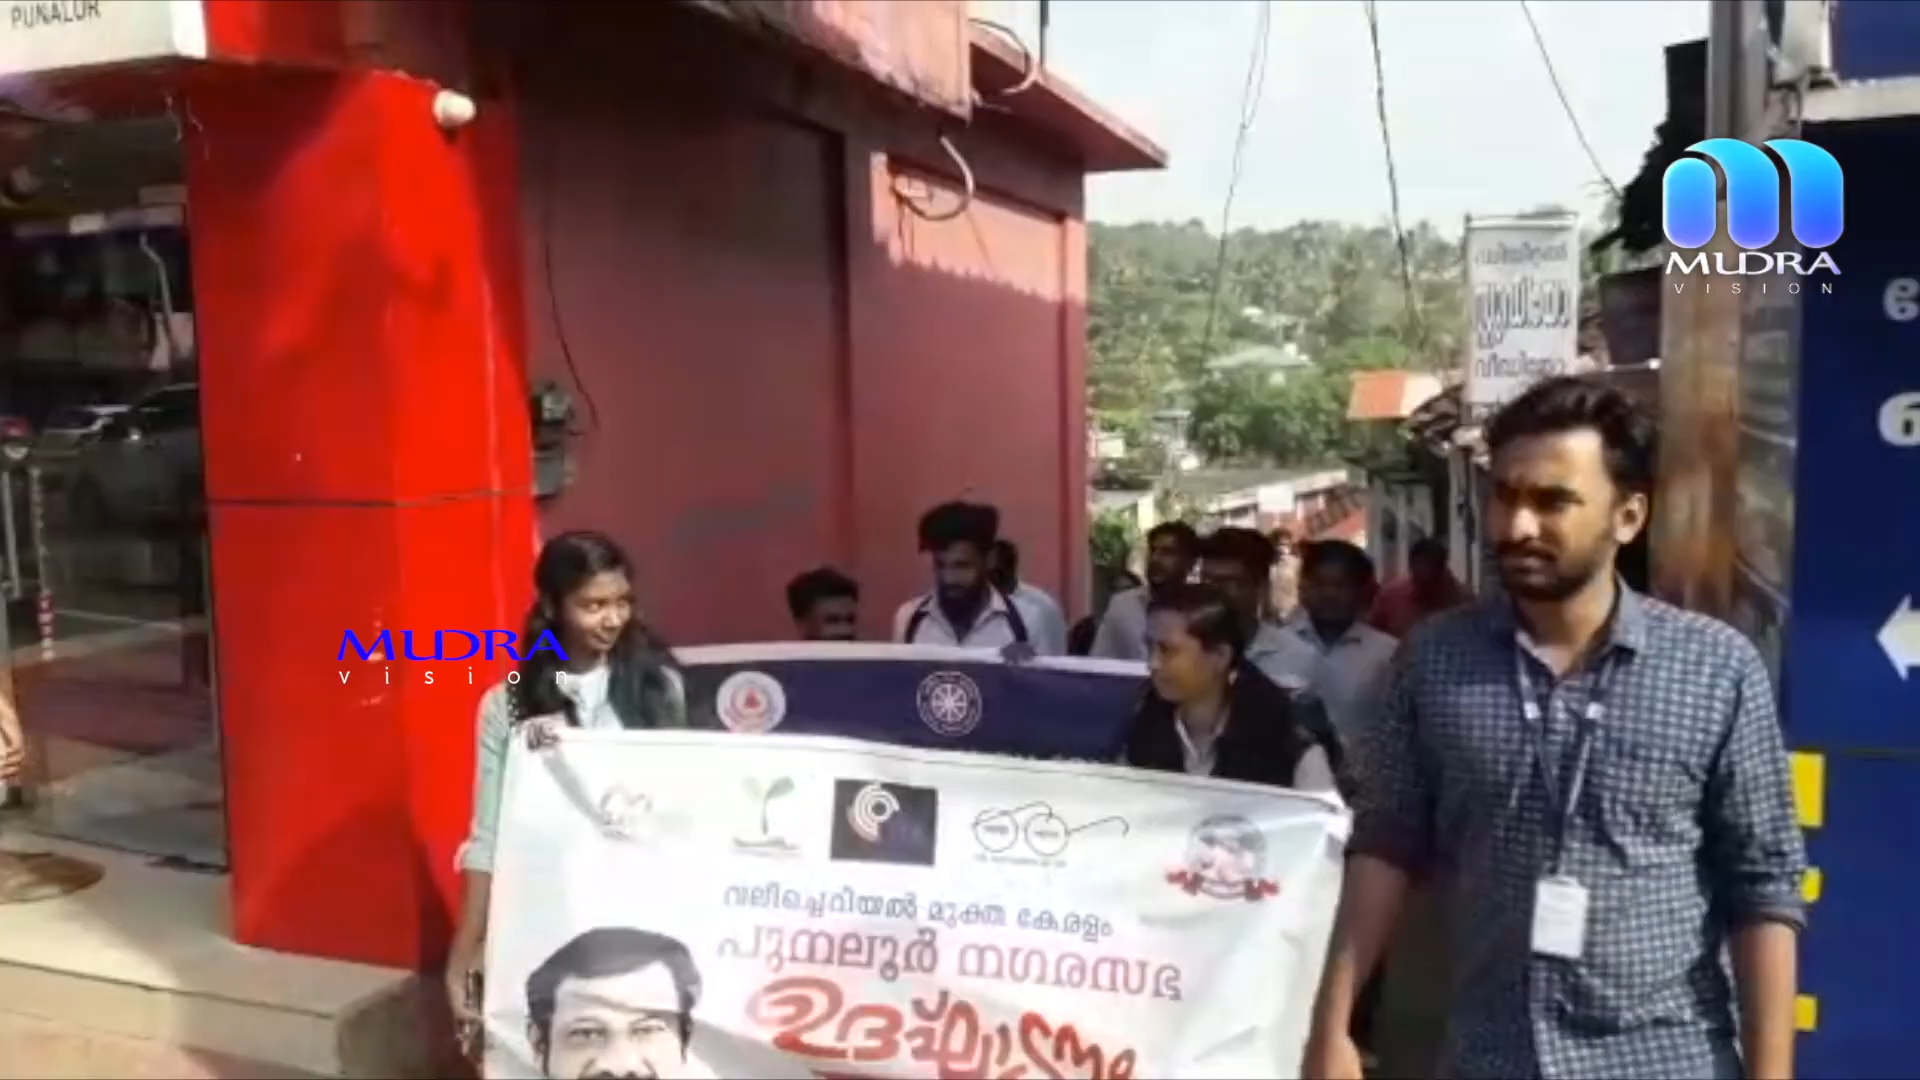 PUNALUR
MUDRA
VISION
സ്റ്റുഡിയോ
വീഡിയോ
MUDRA
vision
വലിച്ചെറിയൽ മുക്ത കേരളം
പുനലൂർ നഗരസഭ
ഉദ്ഘാടനം